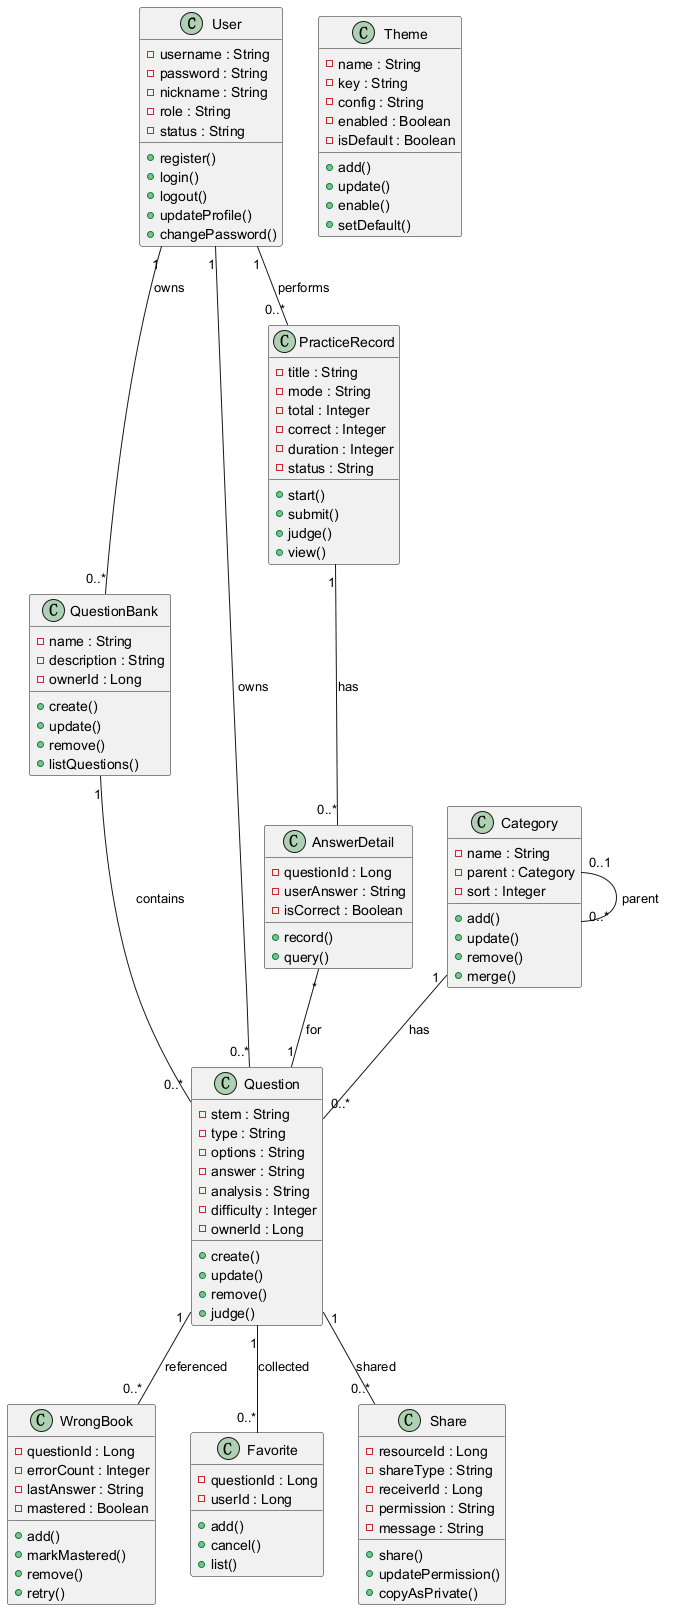 C User
username : String
password : String
nickname : String
role : String
status : String
register()
login()
logout()
updateProfile()
changePassword()
C Theme
name : String
key : String
config : String
enabled : Boolean
isDefault : Boolean
add()
update()
enable()
setDefault()
1
1
1
owns
performs
0..*
C PracticeRecord
title : String
mode : String
total : Integer
correct : Integer
duration : Integer
status : String
start()
submit()
judge()
view()
0..*
1
C QuestionBank
name : String
description : String
ownerId : Long
create()
update()
remove()
listQuestions()
owns
has
1
0..*
C AnswerDetail
questionId : Long
userAnswer : String
isCorrect : Boolean
record()
query()
C Category
name : String
parent : Category
sort : Integer
add()
update()
remove()
merge()
0..1
parent
0..*
contains
*
1
for
has
0..*
0..*
1
0..*
C Question
stem : String
type : String
options : String
answer : String
analysis : String
difficulty : Integer
ownerId : Long
create()
update()
remove()
judge()
1
1
1
referenced
collected
shared
0..*
0..*
0..*
C WrongBook
questionId : Long
errorCount : Integer
lastAnswer : String
mastered : Boolean
add()
markMastered()
remove()
retry()
C Favorite
questionId : Long
userId : Long
add()
cancel()
list()
C Share
resourceId : Long
shareType : String
receiverId : Long
permission : String
message : String
share()
updatePermission()
copyAsPrivate()